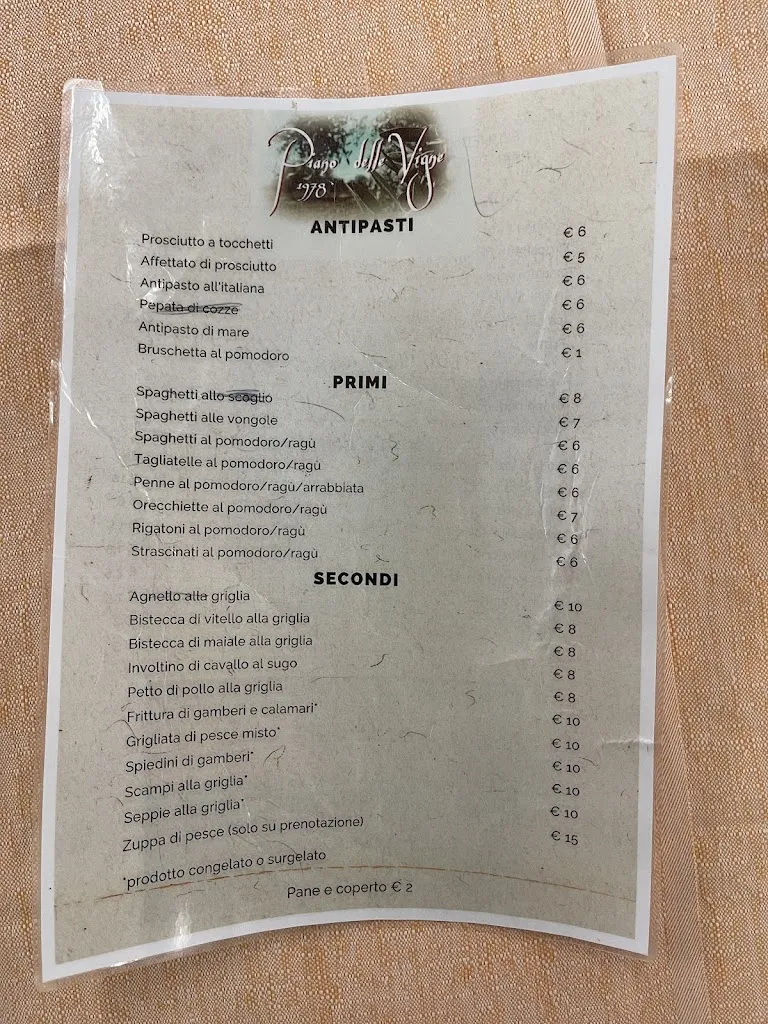 Piano delle Vigne
1978
ANTIPASTI
Prosciutto a tocchetti € 6
Affettato di prosciutto € 5
Antipasto all'italiana € 6
Pepata di cozze € 6
Antipasto di mare € 6
Bruschetta al pomodoro € 1
PRIMI
Spaghetti allo scoglio € 8
Spaghetti alle vongole € 7
Spaghetti al pomodoro/ragù € 6
Tagliatelle al pomodoro/ragù € 6
Penne al pomodoro/ragù/arrabbiata € 6
Orecchiette al pomodoro/ragù € 7
Rigatoni al pomodoro/ragù € 6
Strascinati al pomodoro/ragù € 6
SECONDI
Agnello alla griglia € 10
Bistecca di vitello alla griglia € 8
Bistecca di maiale alla griglia € 8
Involtino di cavallo al sugo € 8
Petto di pollo alla griglia € 8
Frittura di gamberi e calamari* € 10
Grigliata di pesce misto* € 10
Spiedini di gamberi* € 10
Scampi alla griglia* € 10
Seppie alla griglia* € 10
Zuppa di pesce (solo su prenotazione) € 15
*prodotto congelato o surgelato
Pane e coperto € 2